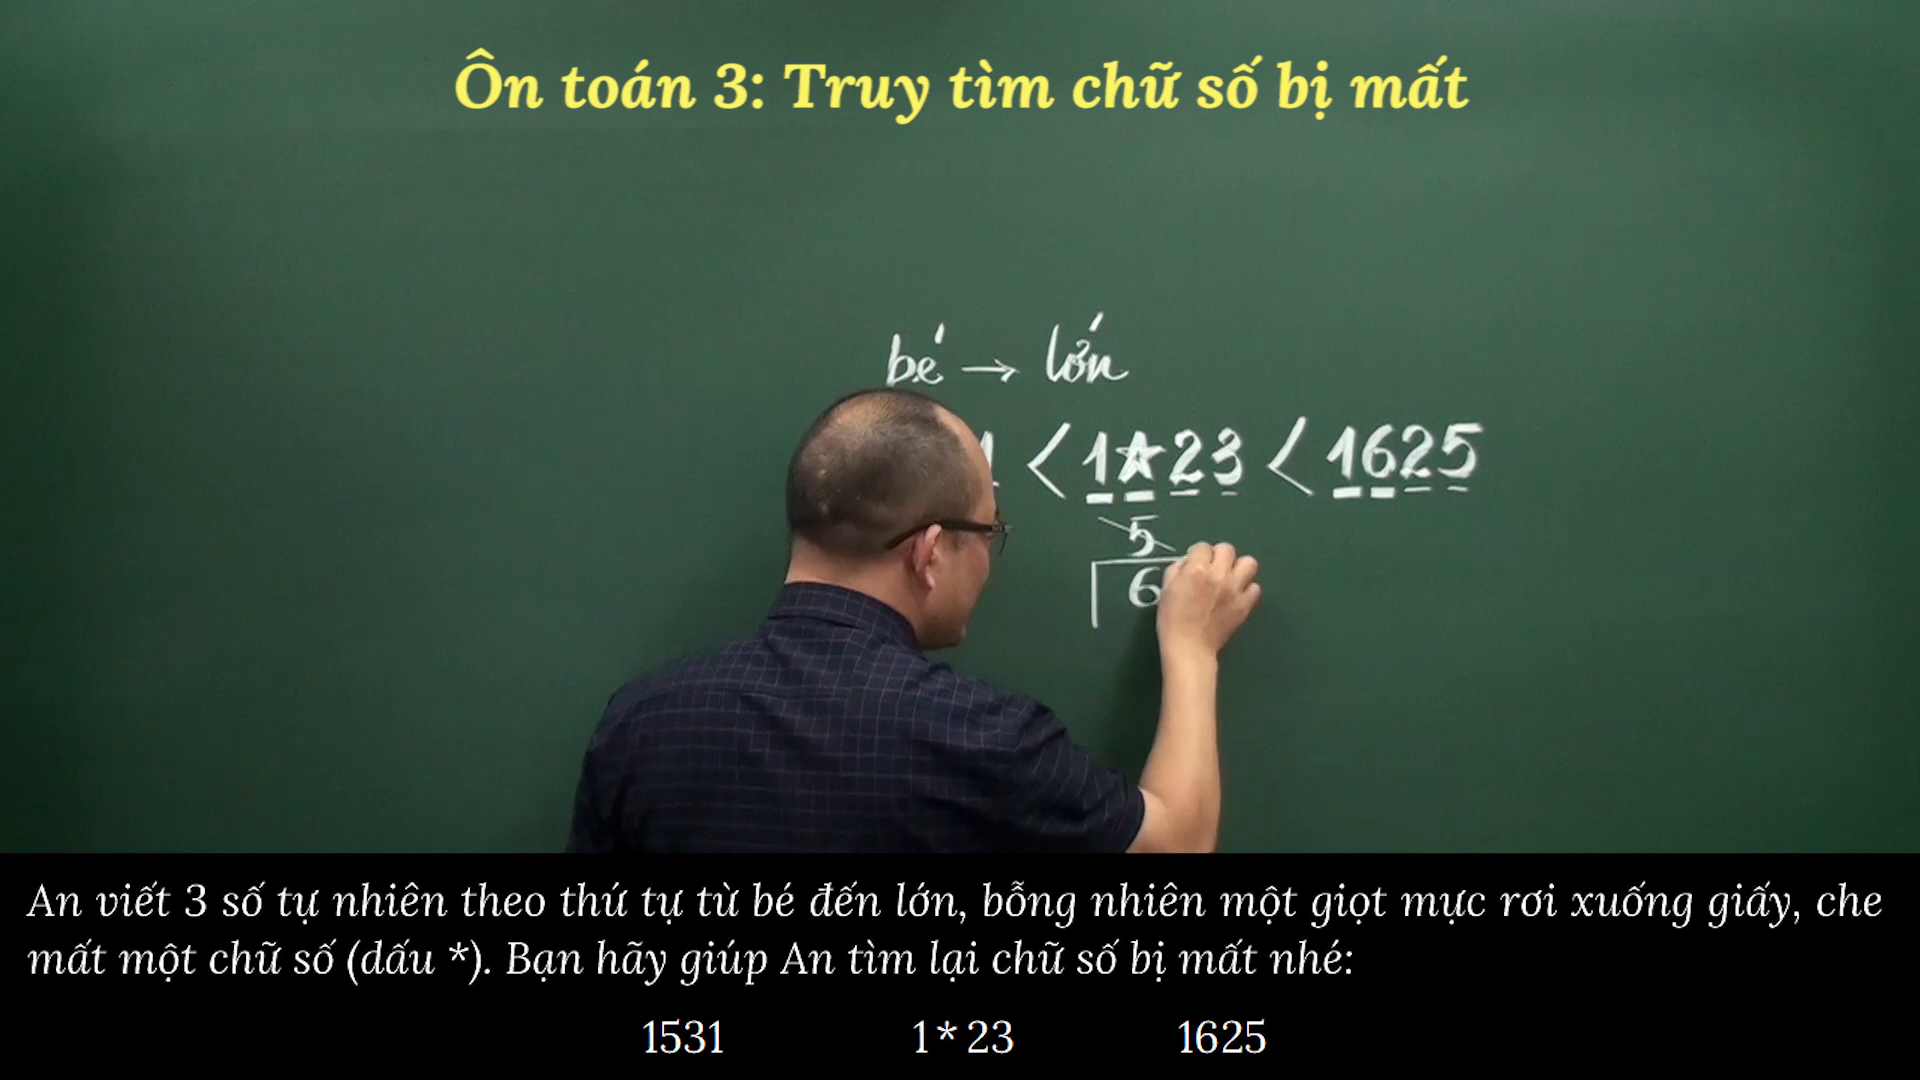 Ôn toán 3: Truy tìm chữ số bị mất
bé → lớn
1 < 1*23 < 1625
5
6
An viết 3 số tự nhiên theo thứ tự từ bé đến lớn, bỗng nhiên một giọt mực rơi xuống giấy, che
mất một chữ số (dấu *). Bạn hãy giúp An tìm lại chữ số bị mất nhé:
1531 1 * 23 1625